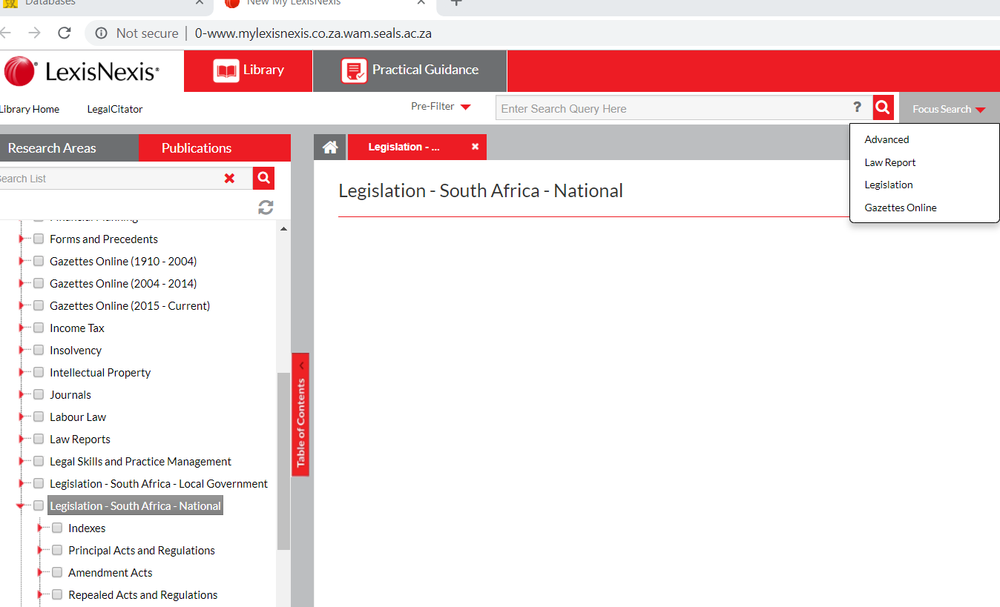 Databases
New My LexisNexis
Not secure | 0-www.mylexisnexis.co.za.wam.seals.ac.za
LexisNexis®
Library
Practical Guidance
Library Home
LegalCitator
Pre-Filter
Enter Search Query Here
?
Focus Search
Advanced
Law Report
Legislation
Gazettes Online
Research Areas
Publications
Legislation - ...
Search List
Legislation - South Africa - National
Financial Planning
Forms and Precedents
Gazettes Online (1910 - 2004)
Gazettes Online (2004 - 2014)
Gazettes Online (2015 - Current)
Income Tax
Insolvency
Intellectual Property
Journals
Labour Law
Law Reports
Legal Skills and Practice Management
Legislation - South Africa - Local Government
Legislation - South Africa - National
Indexes
Principal Acts and Regulations
Amendment Acts
Repealed Acts and Regulations
Table of Contents